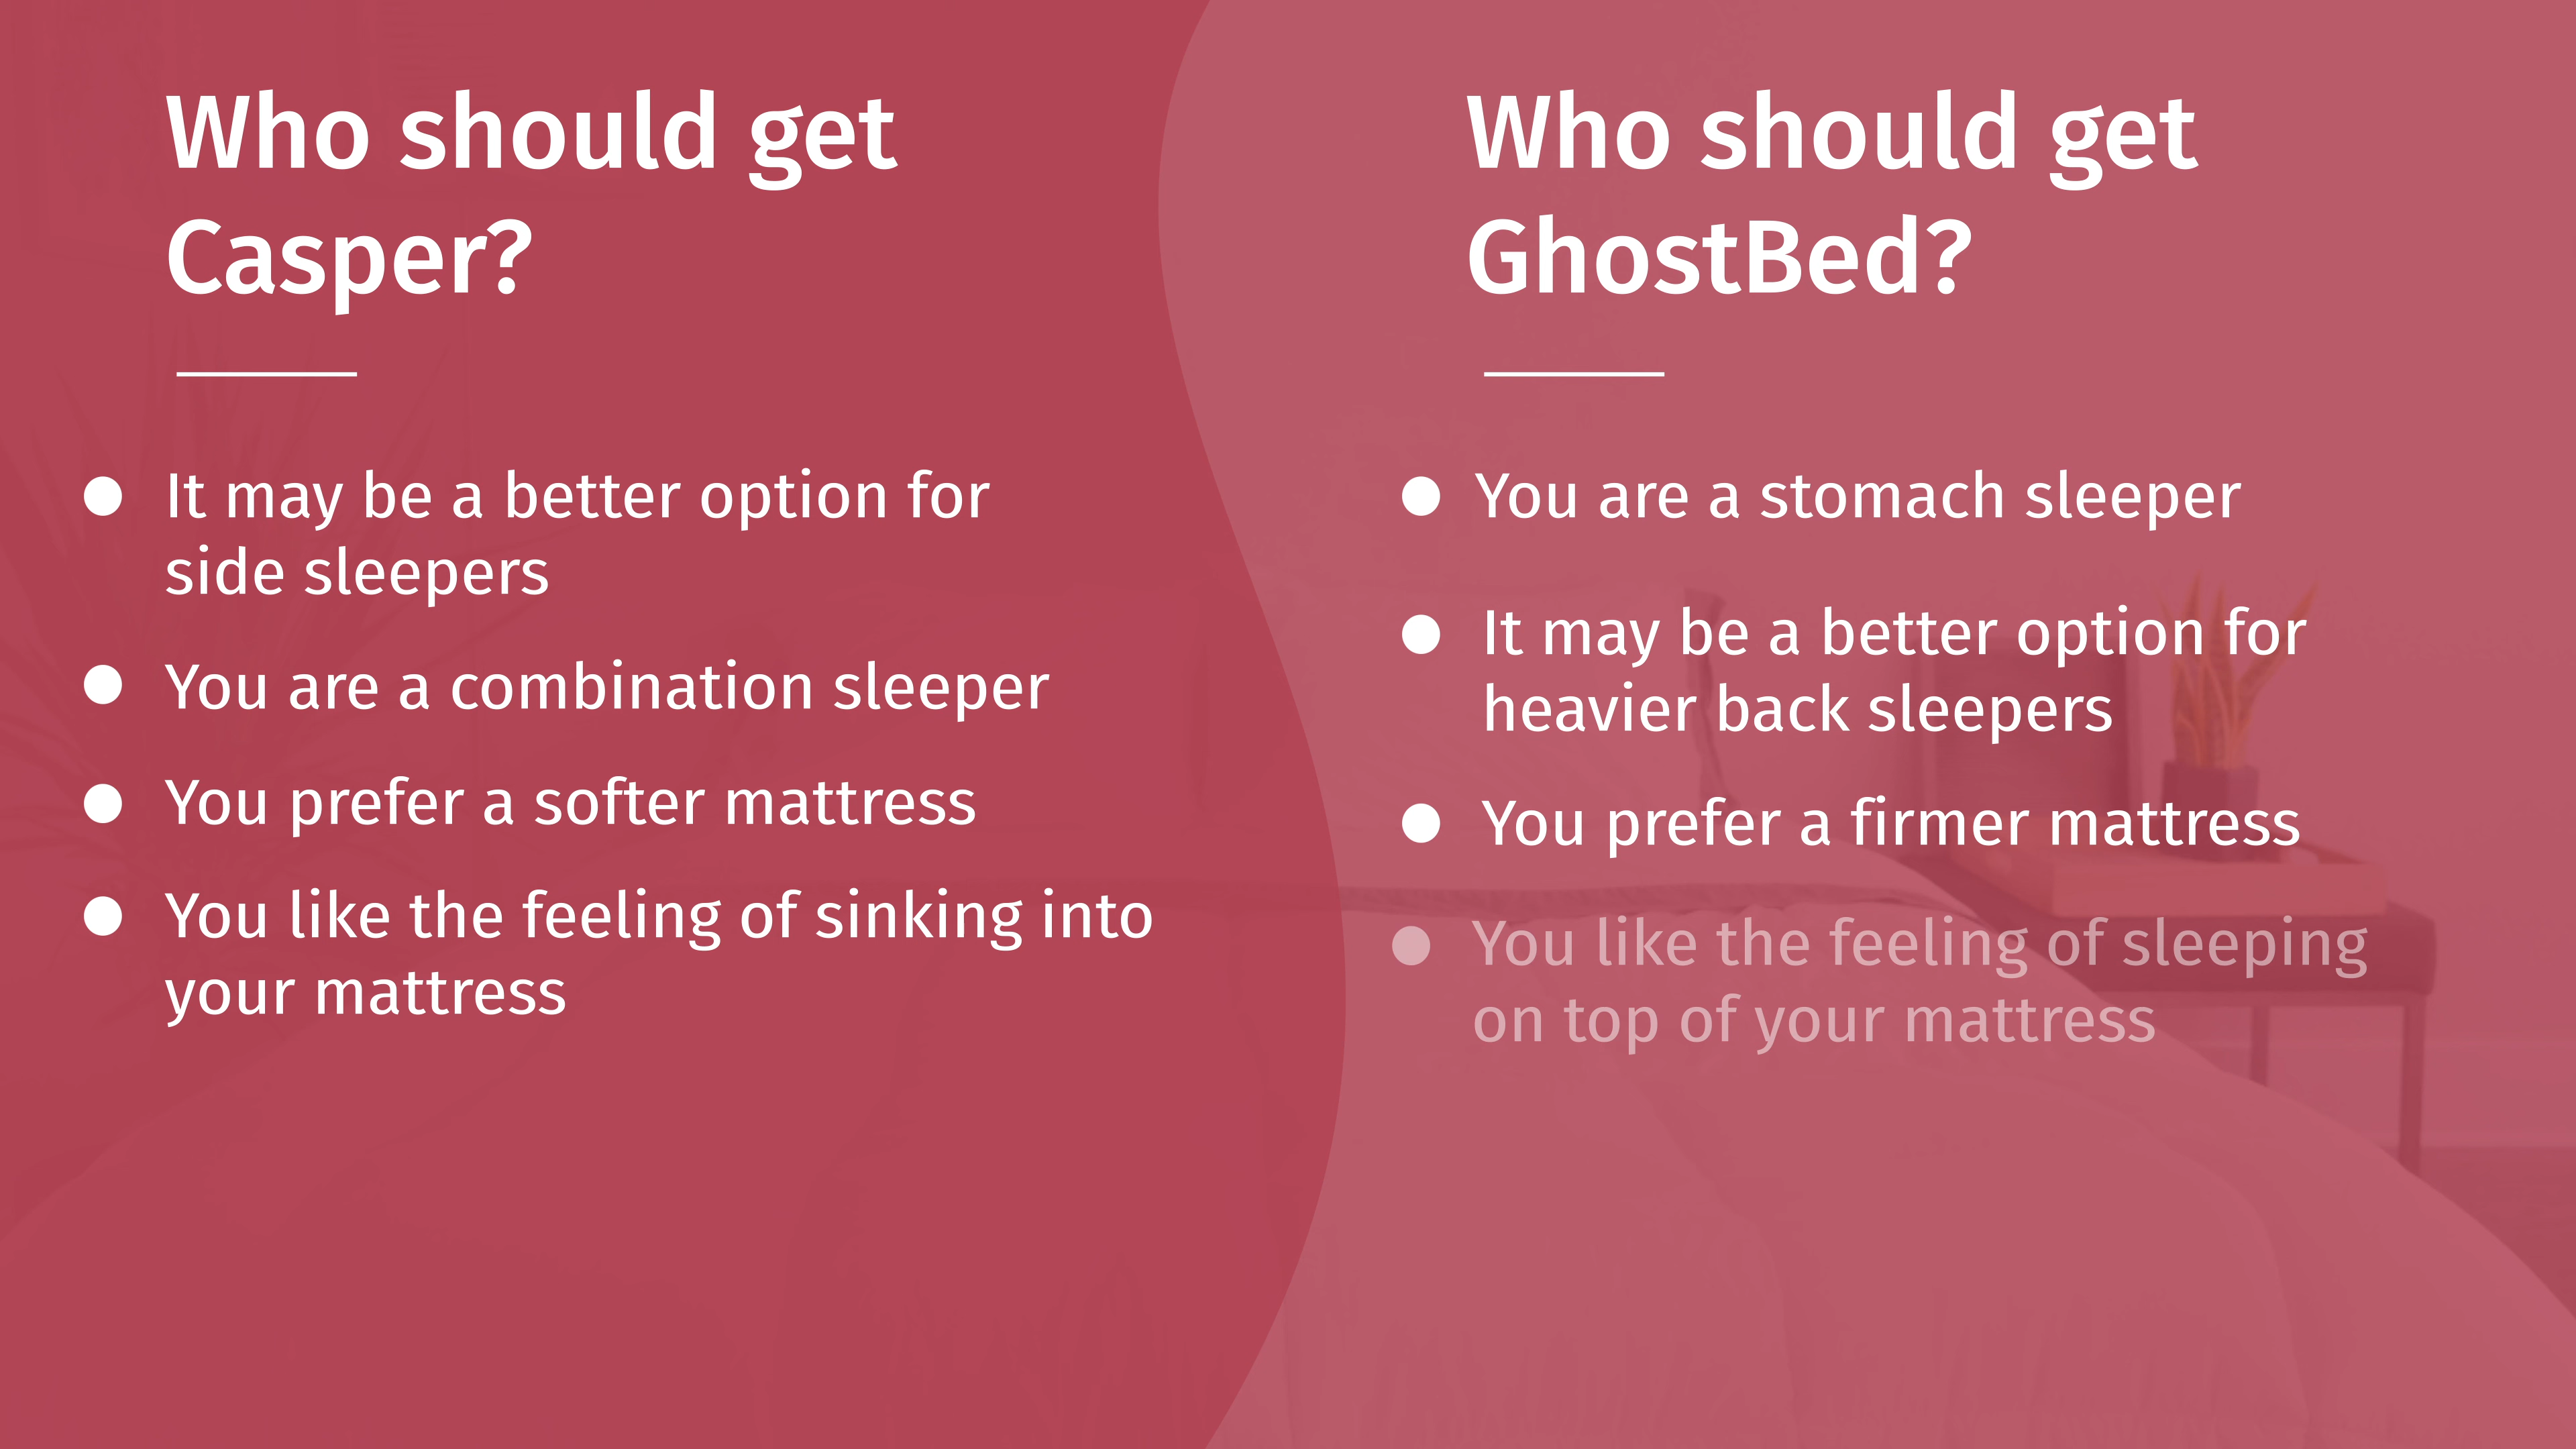 Who should get
Casper?
● It may be a better option for
side sleepers
● You are a combination sleeper
● You prefer a softer mattress
● You like the feeling of sinking into
your mattress
Who should get
GhostBed?
● You are a stomach sleeper
● It may be a better option for
heavier back sleepers
● You prefer a firmer mattress
● You like the feeling of sleeping
on top of your mattress